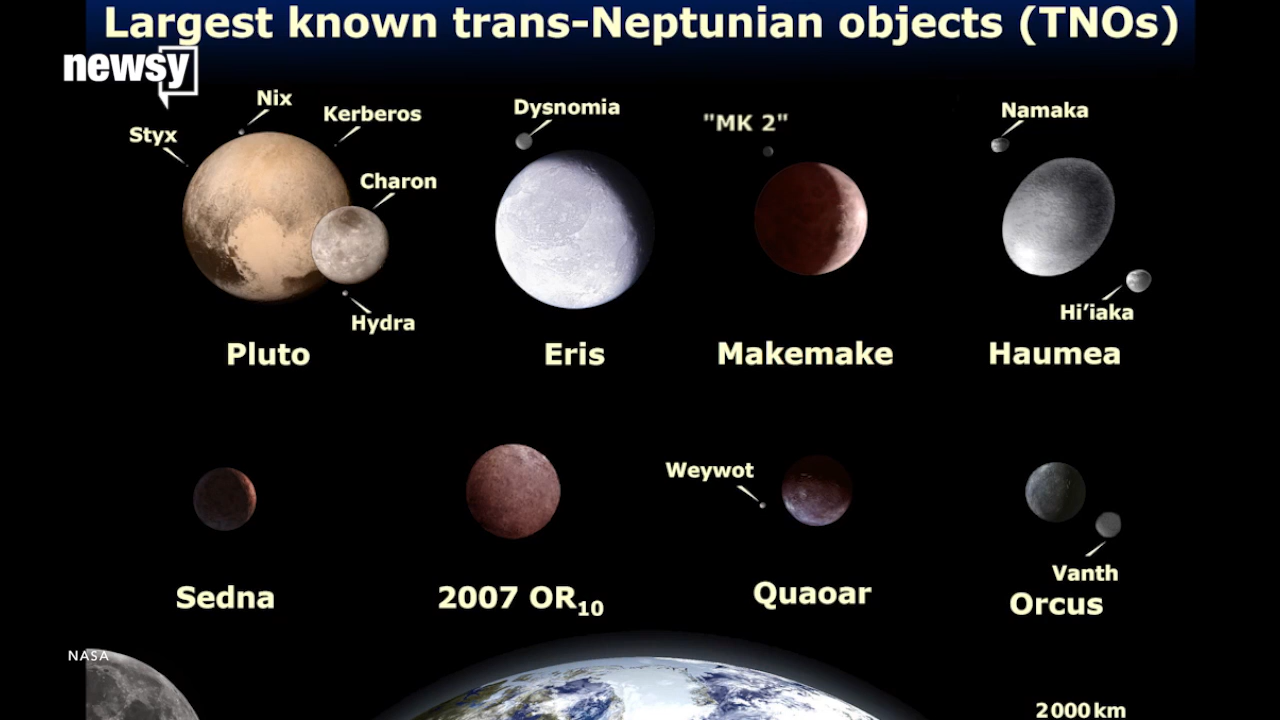 Largest known trans-Neptunian objects (TNOs)
newsy
Nix
Kerberos
Styx
Charon
Hydra
Dysnomia
"MK 2"
Namaka
Hi’iaka
Pluto
Eris
Makemake
Haumea
Weywot
Vanth
Sedna
2007 OR10
Quaoar
Orcus
NASA
2000 km